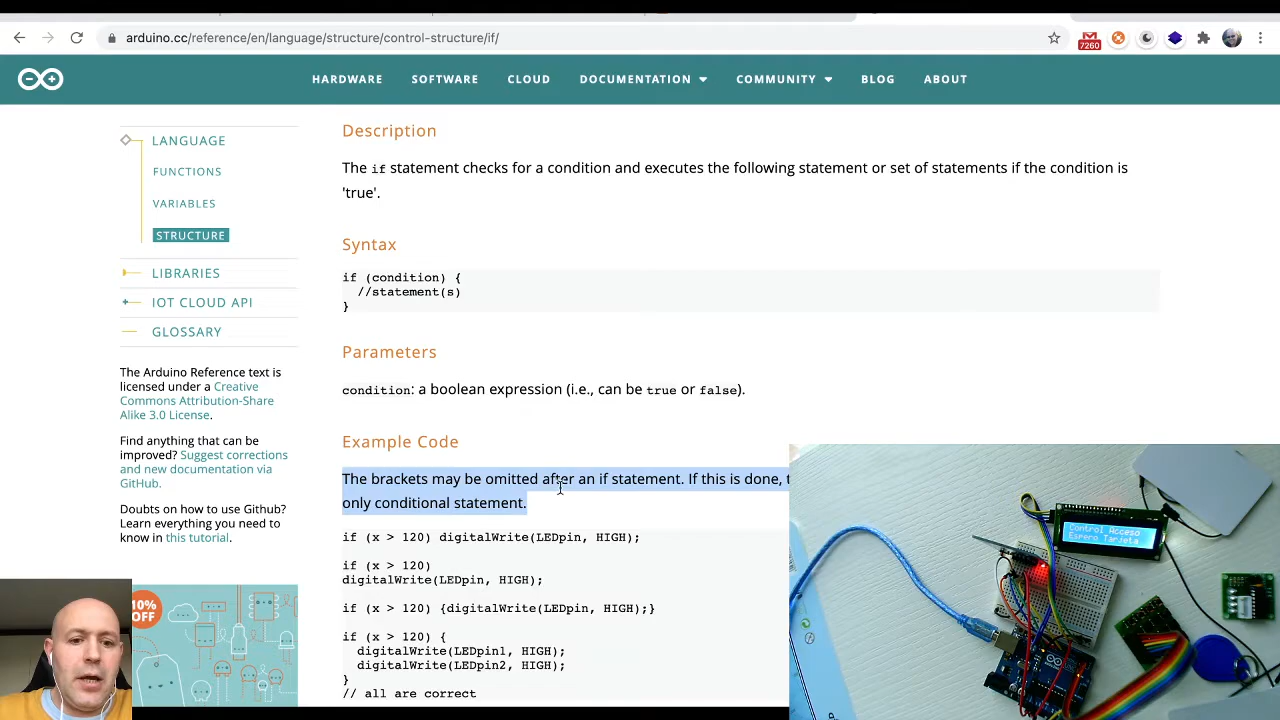 arduino.cc/reference/en/language/structure/control-structure/if/
7260
HARDWARE SOFTWARE CLOUD DOCUMENTATION COMMUNITY BLOG ABOUT
LANGUAGE
FUNCTIONS
VARIABLES
STRUCTURE
LIBRARIES
IOT CLOUD API
GLOSSARY
The Arduino Reference text is
licensed under a Creative
Commons Attribution-Share
Alike 3.0 License.
Find anything that can be
improved? Suggest corrections
and new documentation via
GitHub.
Doubts on how to use Github?
Learn everything you need to
know in this tutorial.
10%
OFF
Description
The if statement checks for a condition and executes the following statement or set of statements if the condition is
'true'.
Syntax
if (condition) {
//statement(s)
}
Parameters
condition: a boolean expression (i.e., can be true or false).
Example Code
The brackets may be omitted after an if statement. If this is done, t
only conditional statement.
if (x > 120) digitalWrite(LEDpin, HIGH);
if (x > 120)
digitalWrite(LEDpin, HIGH);
if (x > 120) {digitalWrite(LEDpin, HIGH);}
if (x > 120) {
digitalWrite(LEDpin1, HIGH);
digitalWrite(LEDpin2, HIGH);
}
// all are correct
Control Acceso
Espero Tarjeta